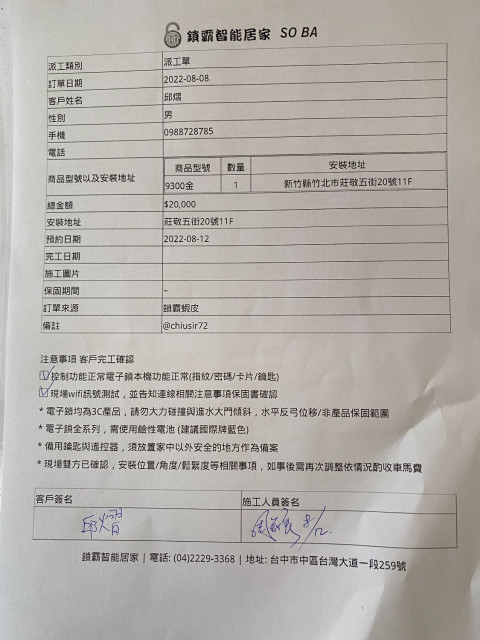 鎖霸智能居家 SO BA
派工類別 派工單
訂單日期 2022-08-08
客戶姓名 邱熠
性別 男
手機 0988728785
電話
商品型號以及安裝地址 商品型號 數量 安裝地址
9300金 1 新竹縣竹北市莊敬五街20號11F
總金額 $20,000
安裝地址 莊敬五街20號11F
預約日期 2022-08-12
完工日期
施工圖片
保固期間 ~
訂單來源 鎖霸蝦皮
備註 @chiusir72
注意事項 客戶完工確認
控制功能正常電子鎖本機功能正常(指紋/密碼/卡片/鑰匙)
現場wifi訊號測試，並告知連線相關注意事項保固書確認
* 電子鎖均為3C產品，請勿大力碰撞與進水大門傾斜，水平反弓位移/非產品保固範圍
* 電子鎖全系列，需使用鹼性電池 (建議國際牌藍色)
* 備用鑰匙與遙控器，須放置家中以外安全的地方作為備案
* 現場雙方已確認，安裝位置/角度/鬆緊度等相關事項，如事後需再次調整依情況酌收車馬費
客戶簽名 施工人員簽名
邱熠 8/12
鎖霸智能居家 | 電話: (04)2229-3368 | 地址: 台中市中區台灣大道一段259號